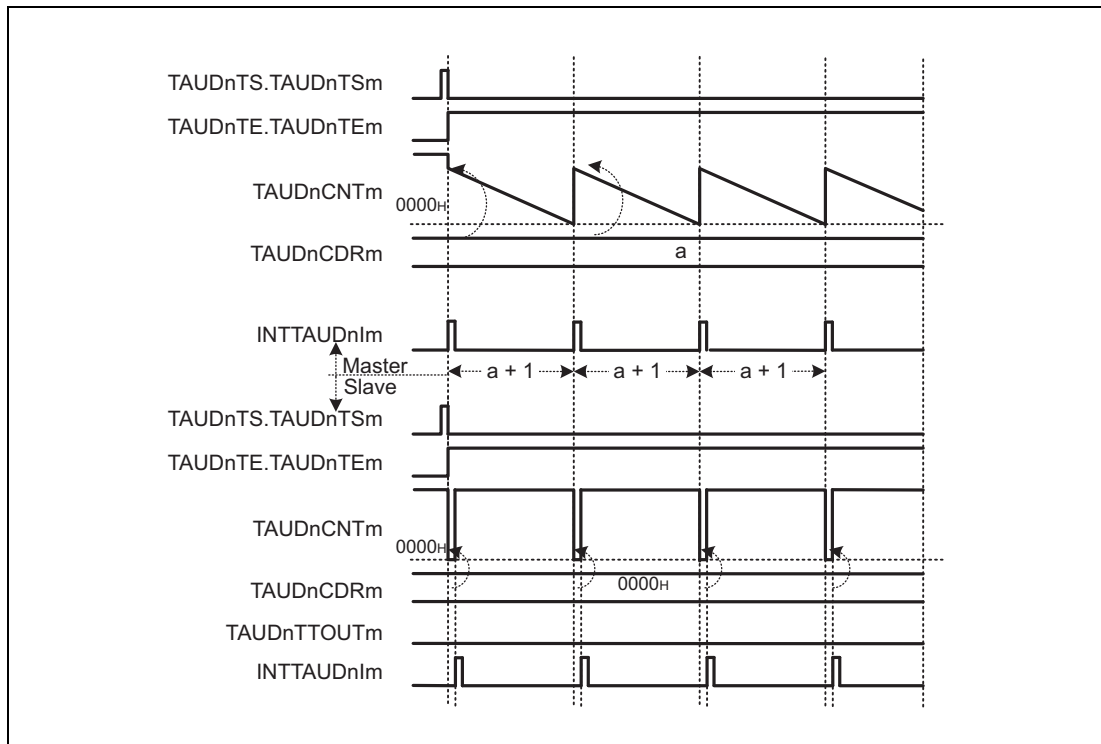 TAUDnTS.TAUDnTSm
TAUDnTE.TAUDnTEm
TAUDnCNTm
0000H
TAUDnCDRm
a
INTTAUDnIm
Master
a + 1
a + 1
a + 1
Slave
TAUDnTS.TAUDnTSm
TAUDnTE.TAUDnTEm
TAUDnCNTm
0000H
TAUDnCDRm
0000H
TAUDnTTOUTm
INTTAUDnIm